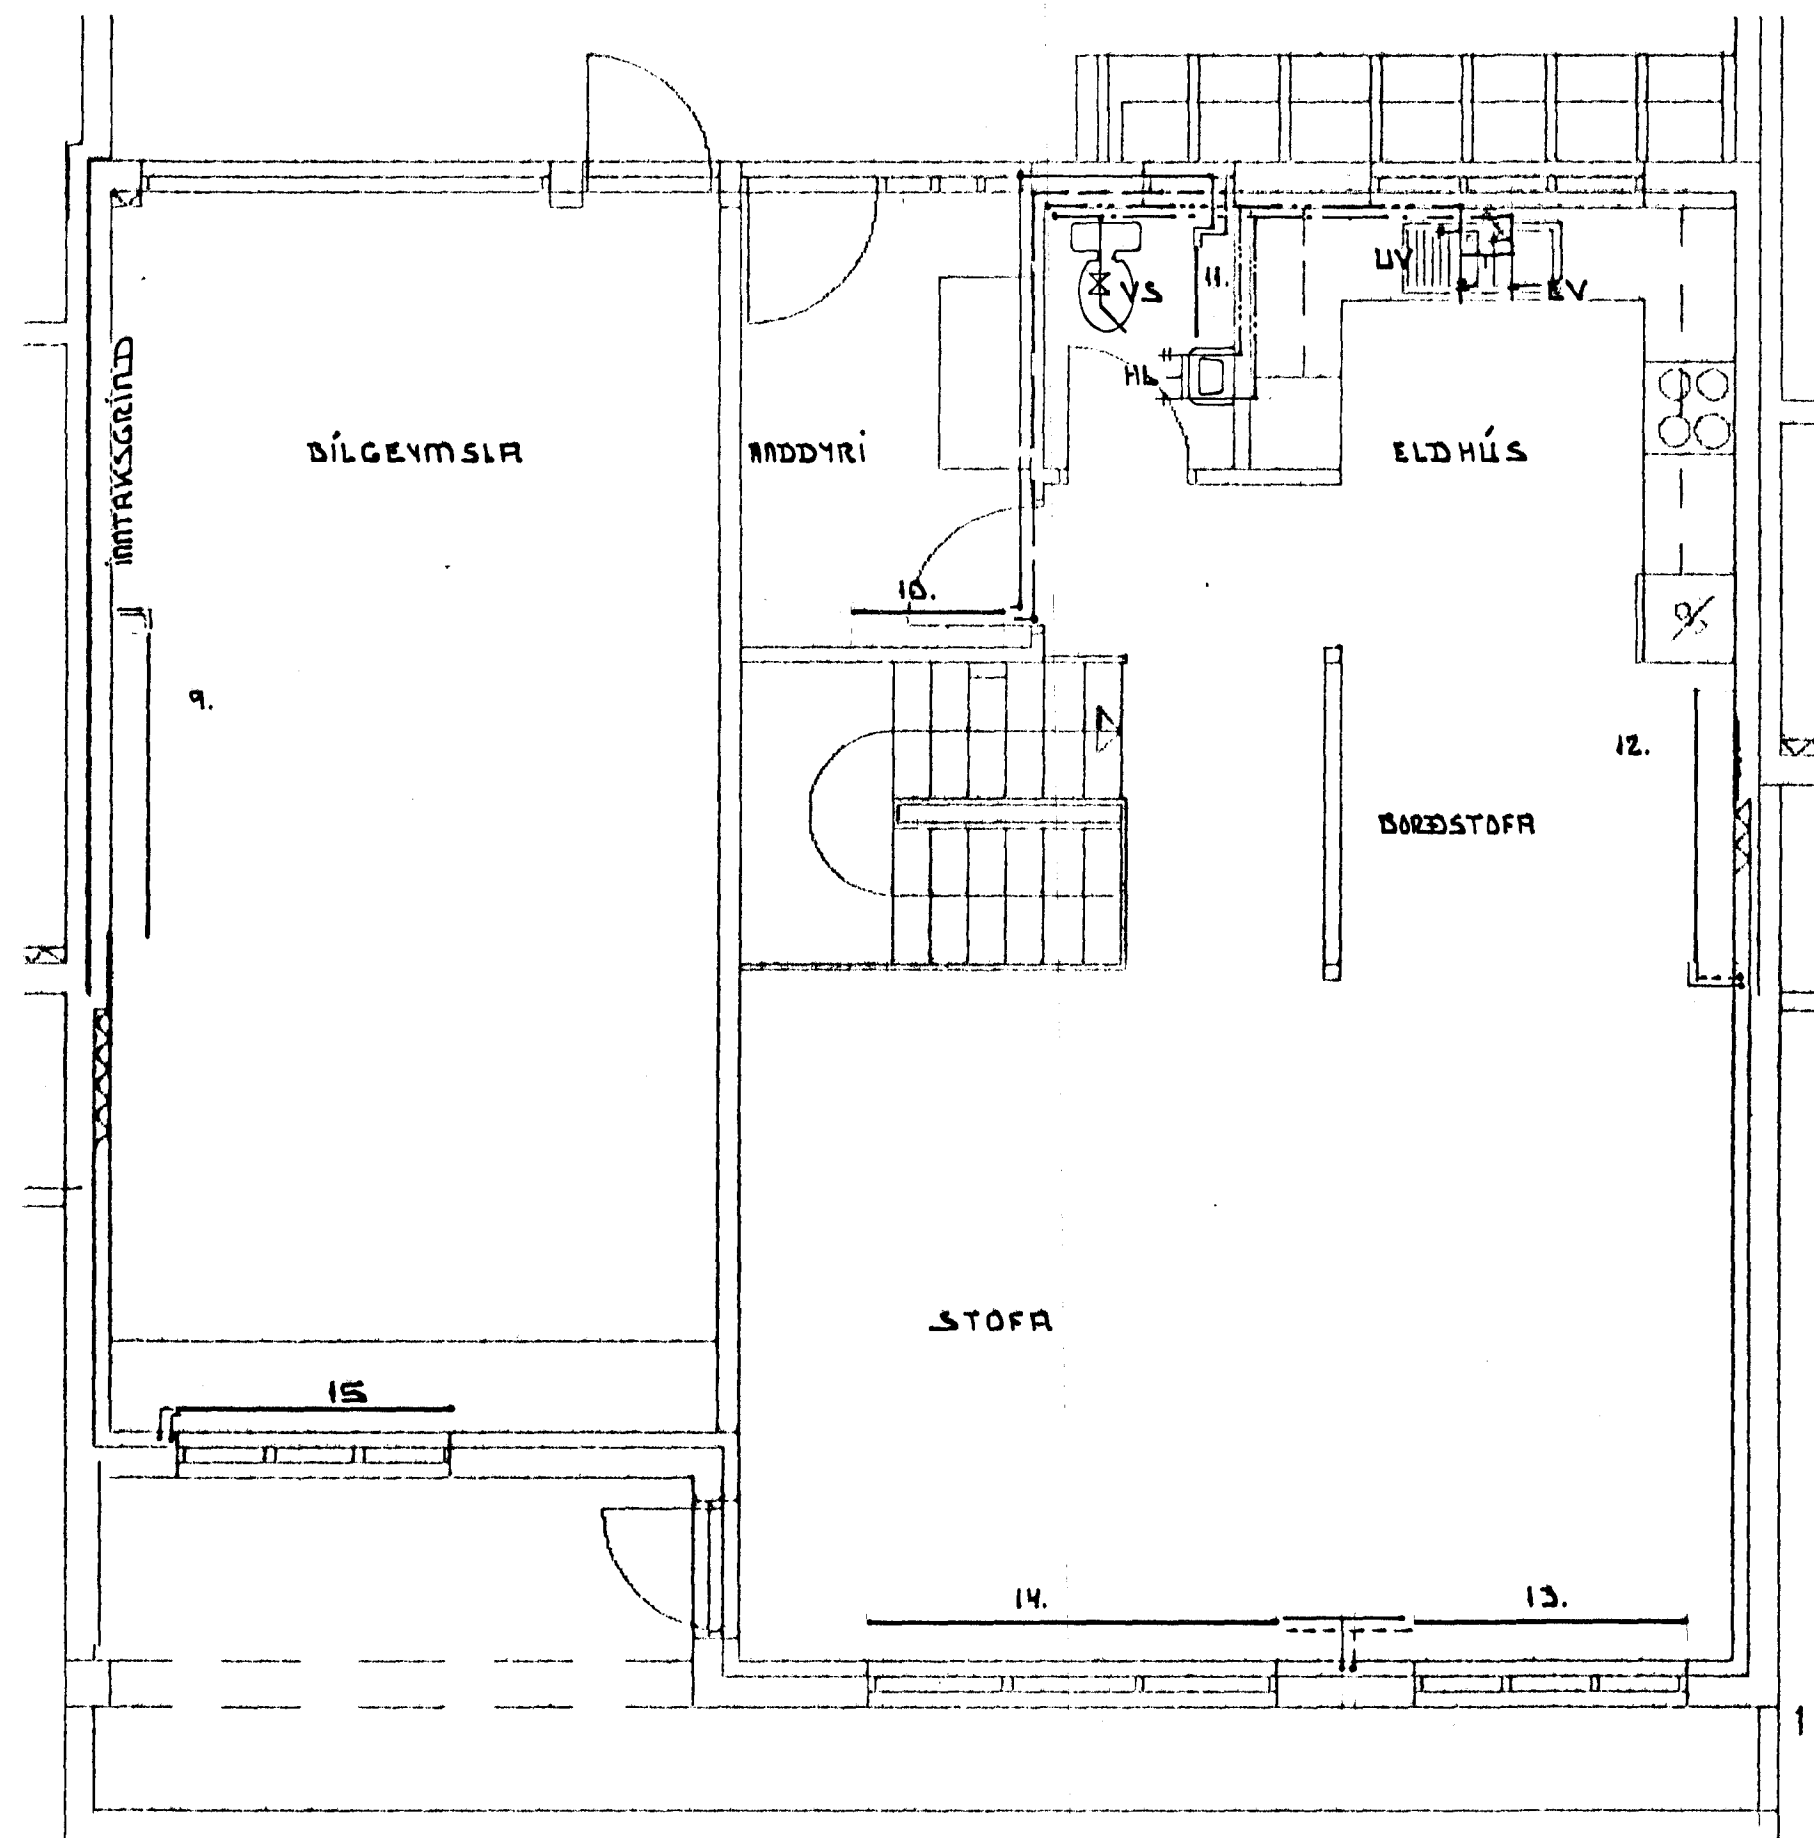 UV
11.
VS
EV
HL
INNTAKSGRIND
BÍLGEYMSLA
ANDDYRI
ELDHÚS
10.
9.
12.
BORÐSTOFA
STOFA
15
14.
13.
1